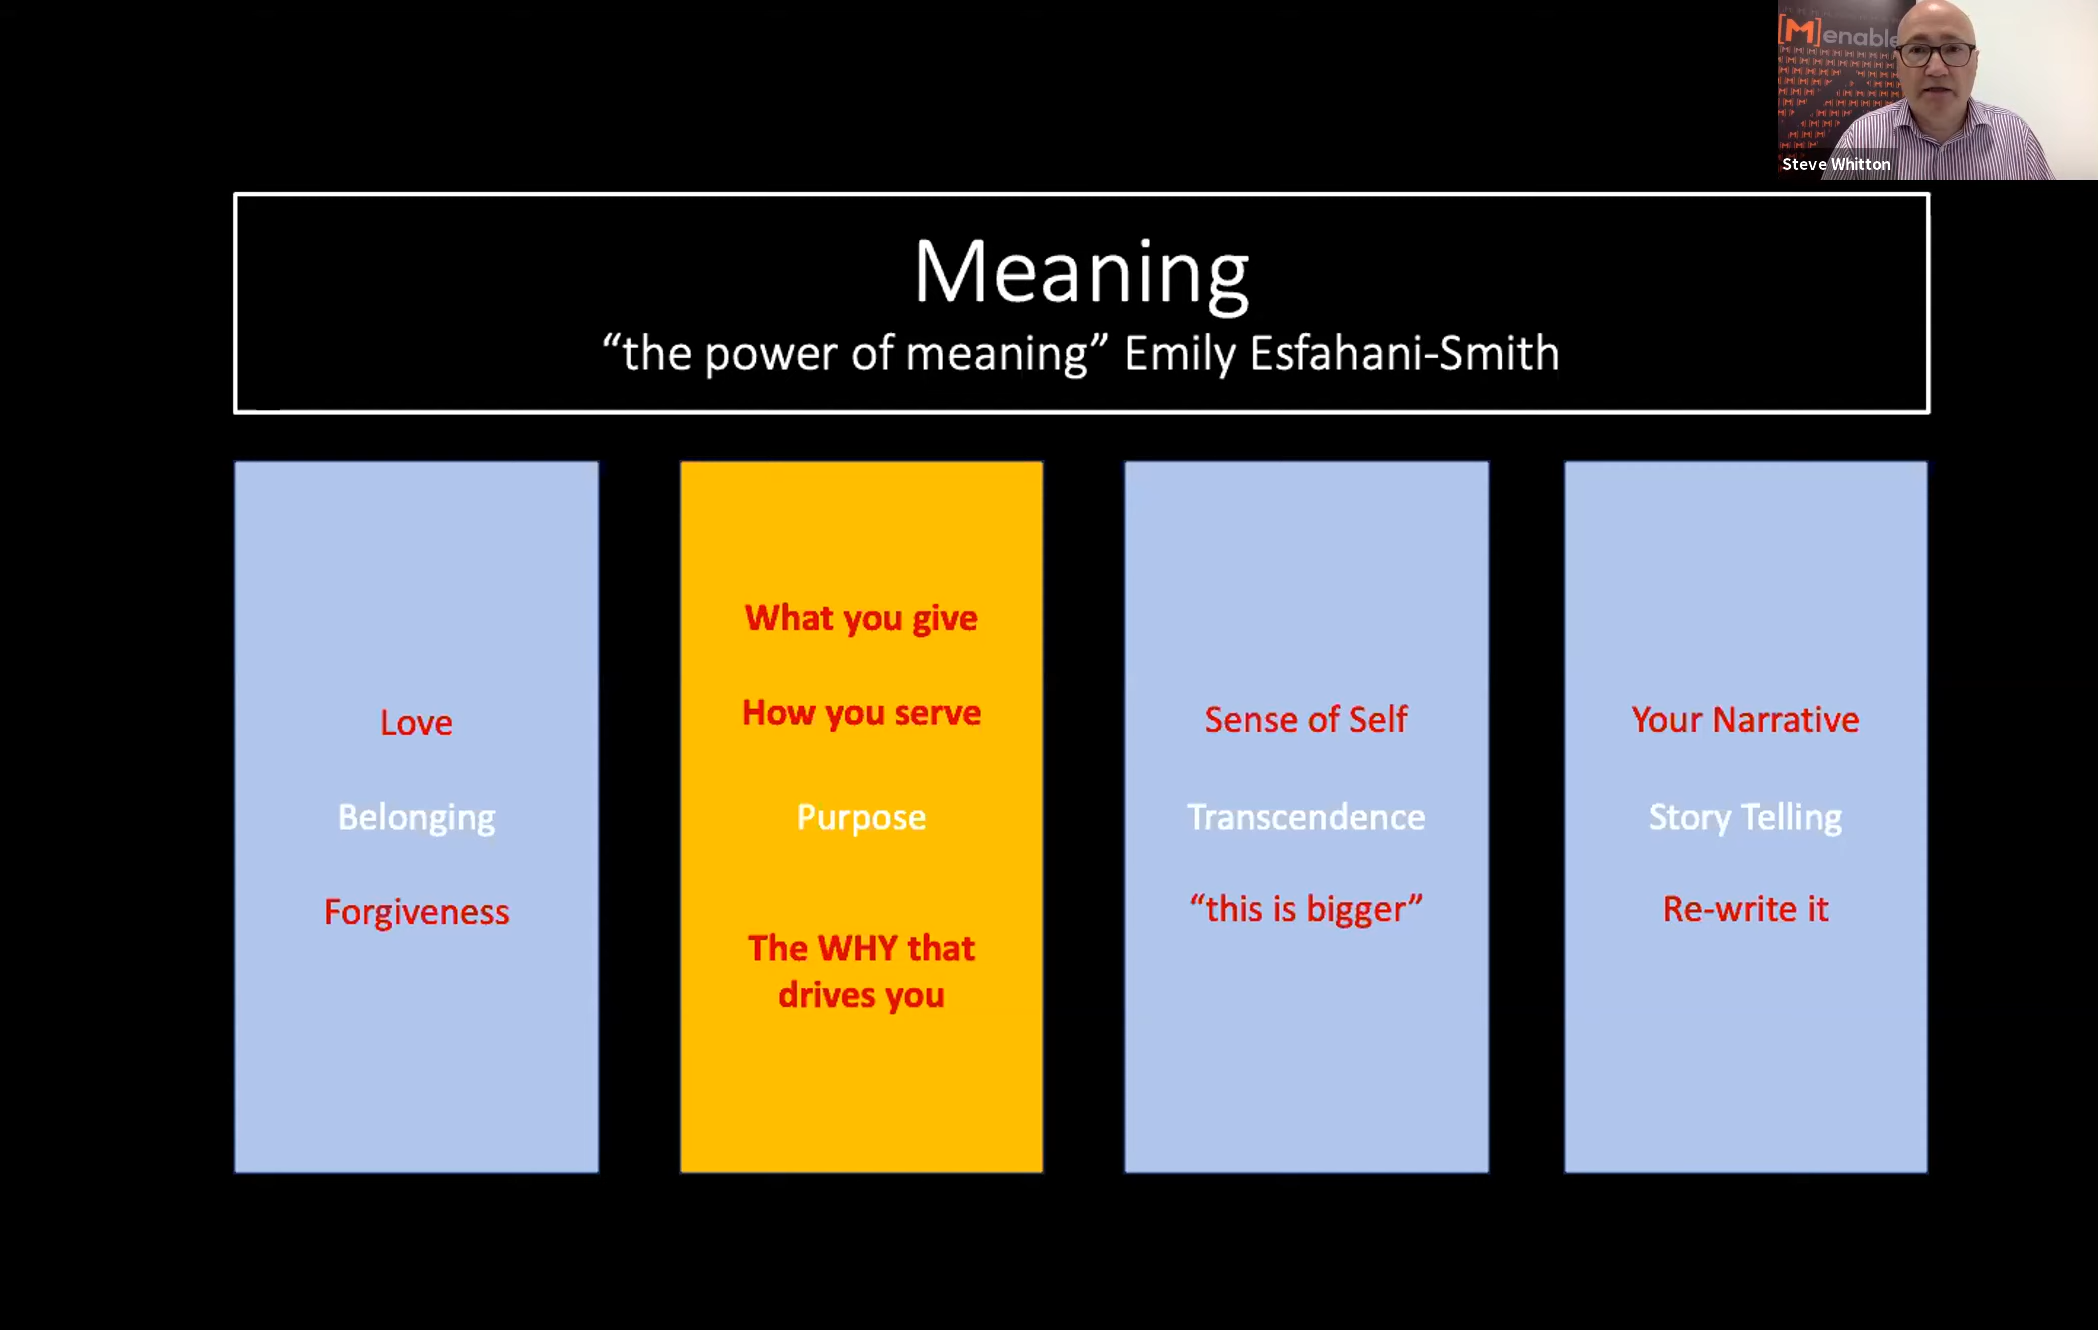 [M]enable
Steve Whitton
Meaning
“the power of meaning” Emily Esfahani-Smith
Love
Belonging
Forgiveness
What you give
How you serve
Purpose
The WHY that
drives you
Sense of Self
Transcendence
“this is bigger”
Your Narrative
Story Telling
Re-write it